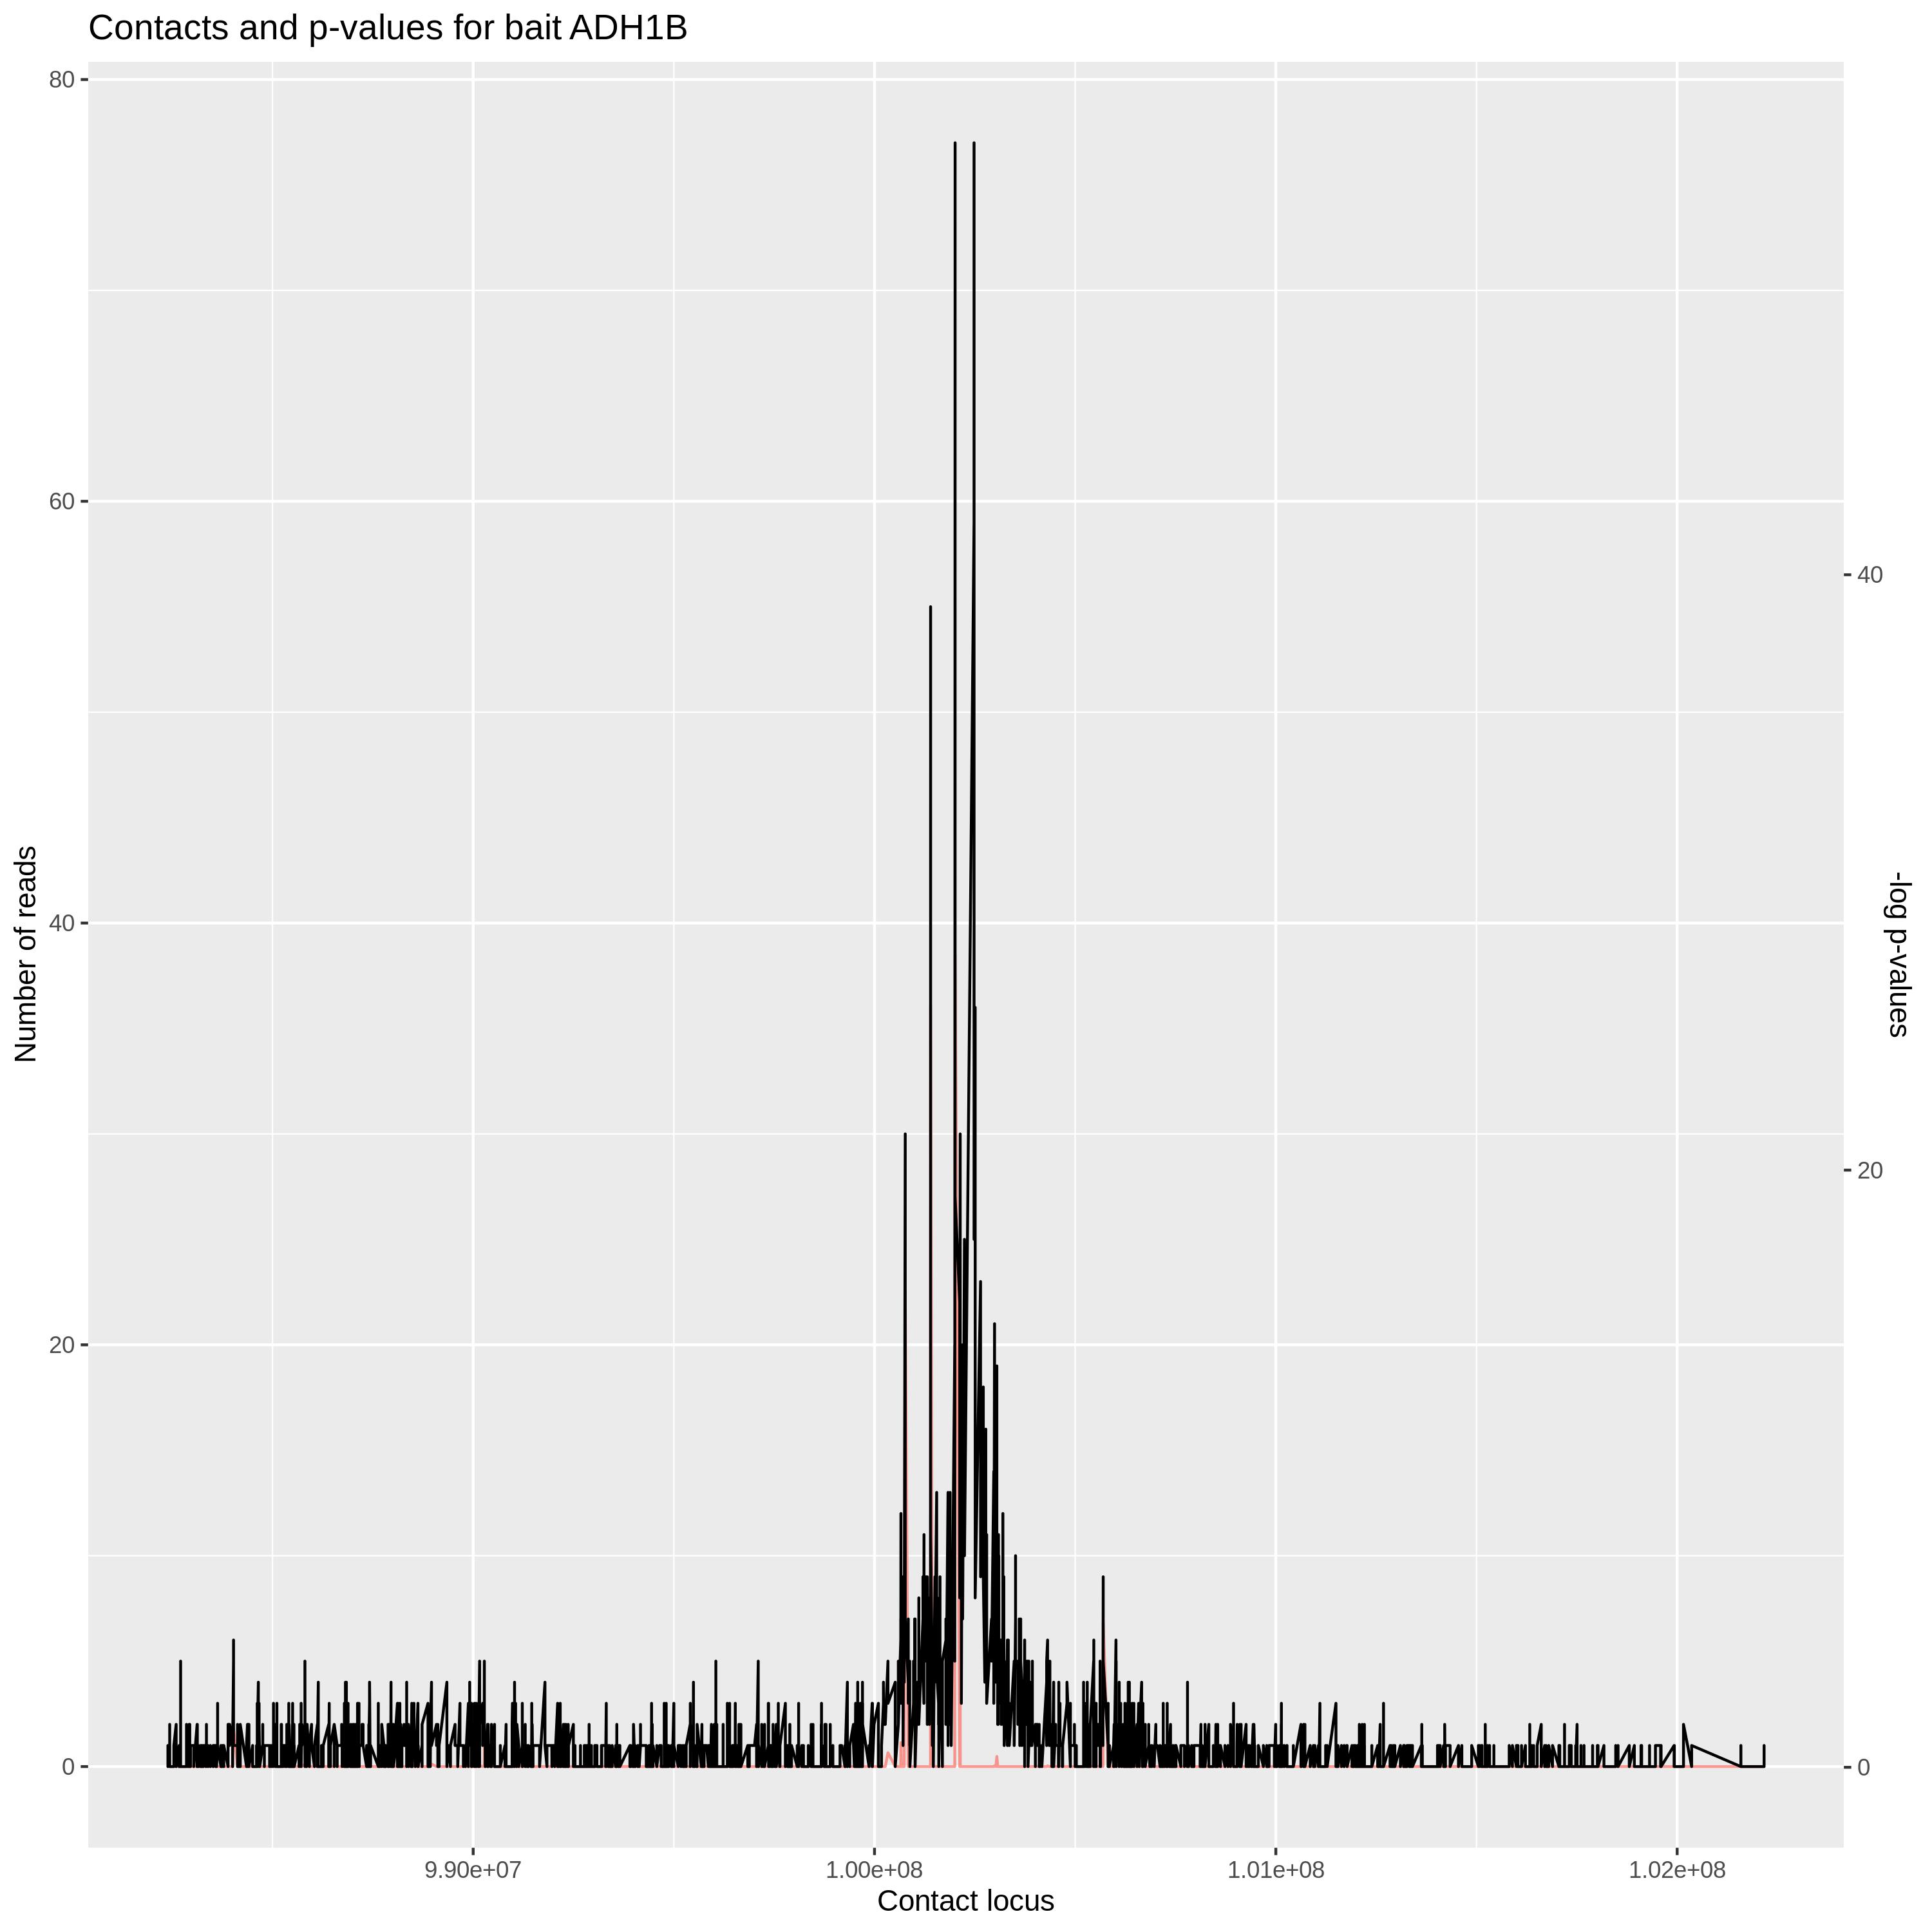 Contacts and p-values for bait ADH1B
80
60
40
20
0
Number of reads
40
20
0
-log p-values
9.90e+07
1.00e+08
1.01e+08
1.02e+08
Contact locus